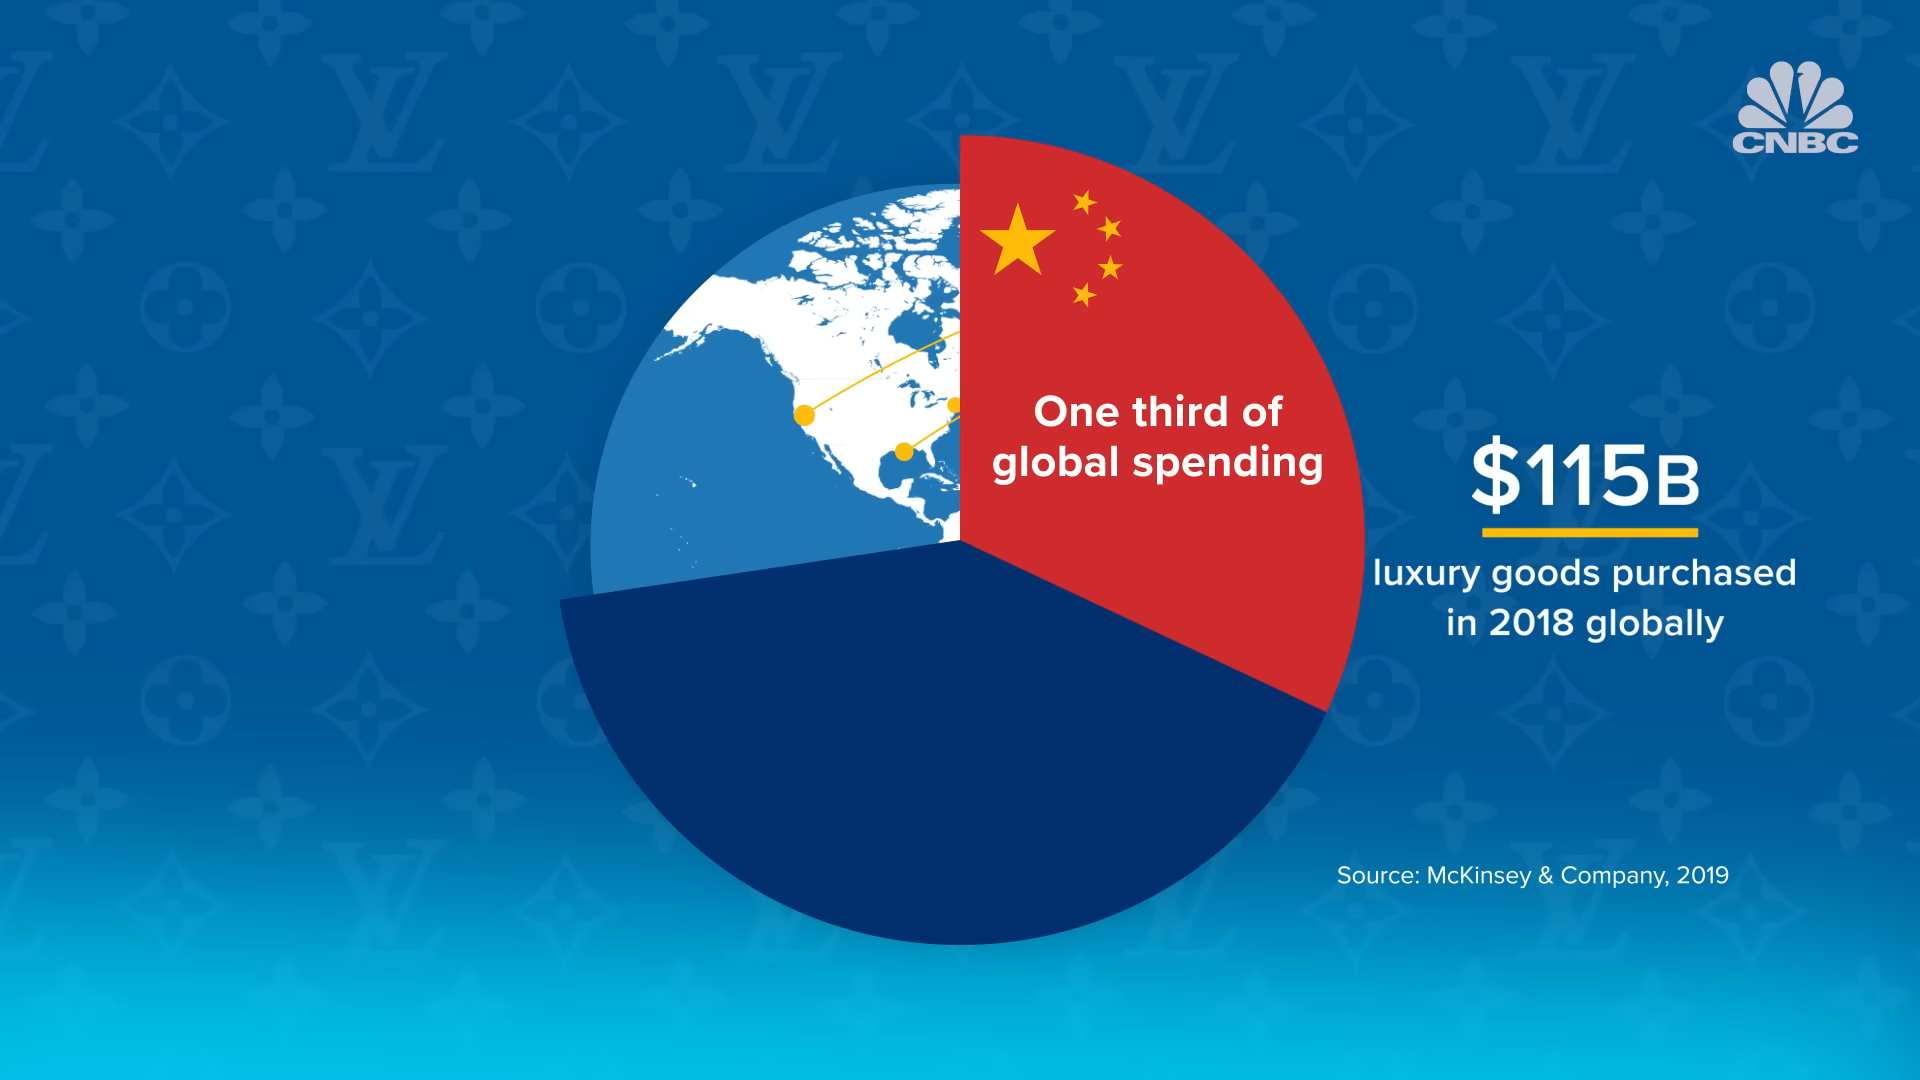 CNBC
One third of
global spending
$115B
luxury goods purchased
in 2018 globally
Source: McKinsey & Company, 2019